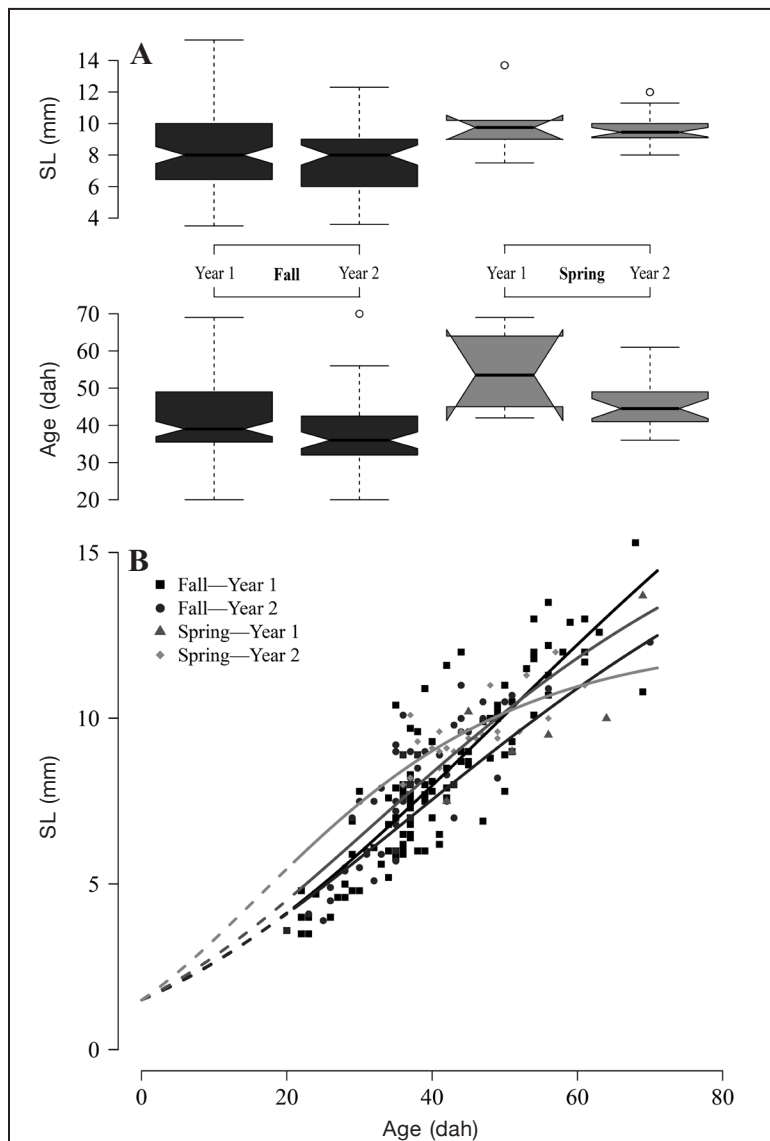 A
SL (mm)
14
12
10
8
6
4
Year 1 Fall Year 2 Year 1 Spring Year 2
Age (dah)
70
60
50
40
30
20
B
Fall—Year 1
Fall—Year 2
Spring—Year 1
Spring—Year 2
SL (mm)
15
10
5
0
0 20 40 60 80
Age (dah)